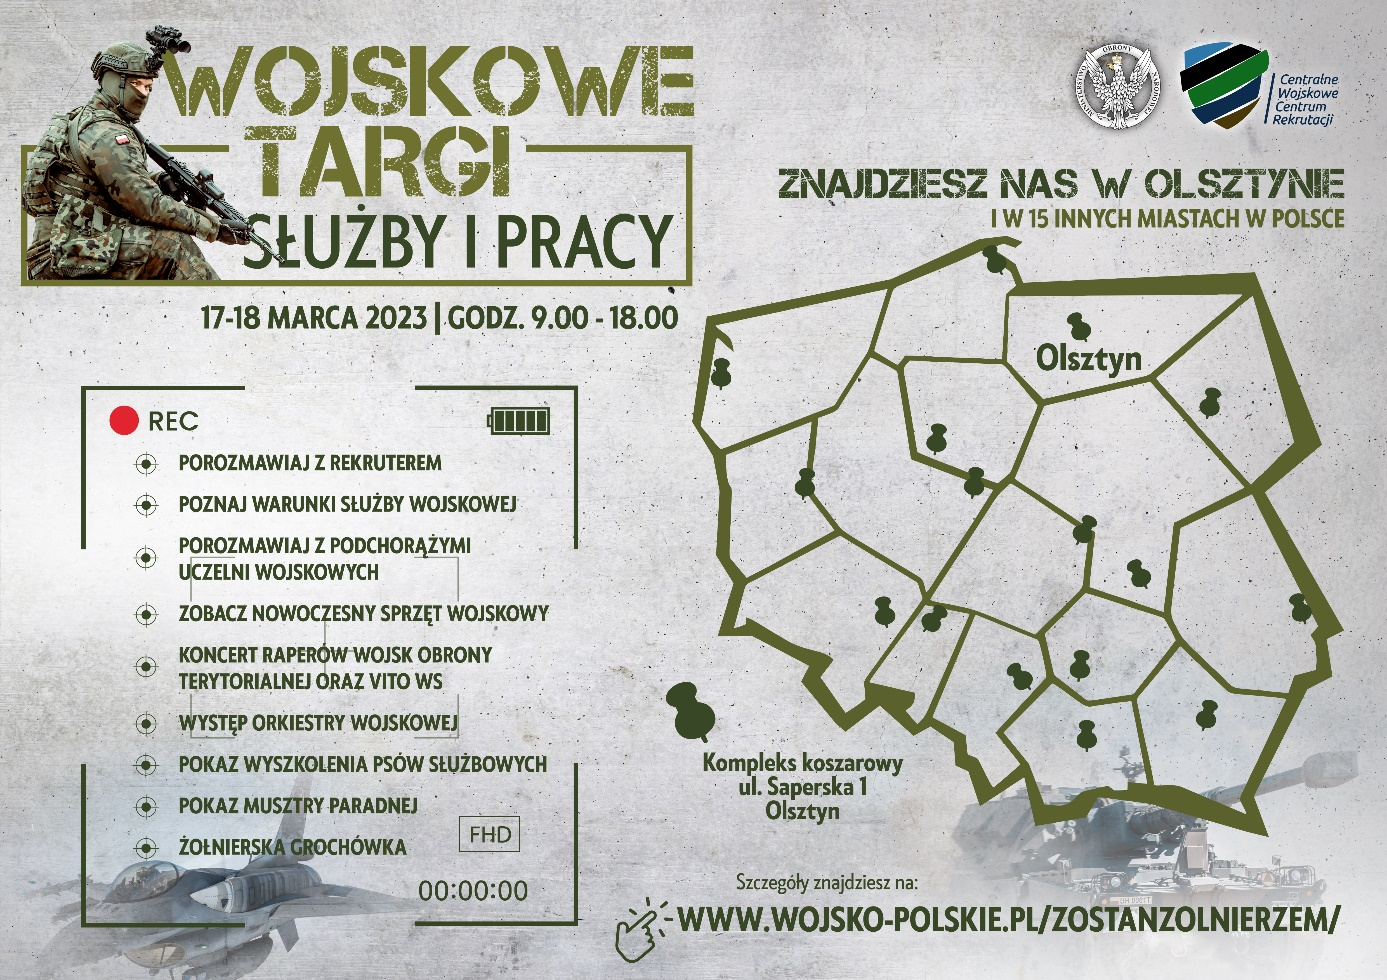 WOJSKOWE
TARGI
SŁUŻBY I PRACY
17-18 MARCA 2023 | GODZ. 9.00 - 18.00
OBRONY
Centralne
Wojskowe
Centrum
Rekrutacji
ZNAJDZIESZ NAS W OLSZTYNIE
I W 15 INNYCH MIASTACH W POLSCE
REC
POROZMAWIAJ Z REKRUTEREM
POZNAJ WARUNKI SŁUŻBY WOJSKOWEJ
POROZMAWIAJ Z PODCHORĄŻYMI
UCZELNI WOJSKOWYCH
ZOBACZ NOWOCZESNY SPRZĘT WOJSKOWY
KONCERT RAPERÓW WOJSK OBRONY
TERYTORIALNEJ ORAZ VITO WS
WYSTĘP ORKIESTRY WOJSKOWEJ
POKAZ WYSZKOLENIA PSÓW SŁUŻBOWYCH
POKAZ MUSZTRY PARADNEJ
ŻOŁNIERSKA GROCHÓWKA
FHD
00:00:00
Olsztyn
Kompleks koszarowy
ul. Saperska 1
Olsztyn
Szczegóły znajdziesz na:
WWW.WOJSKO-POLSKIE.PL/ZOSTANZOLNIERZEM/